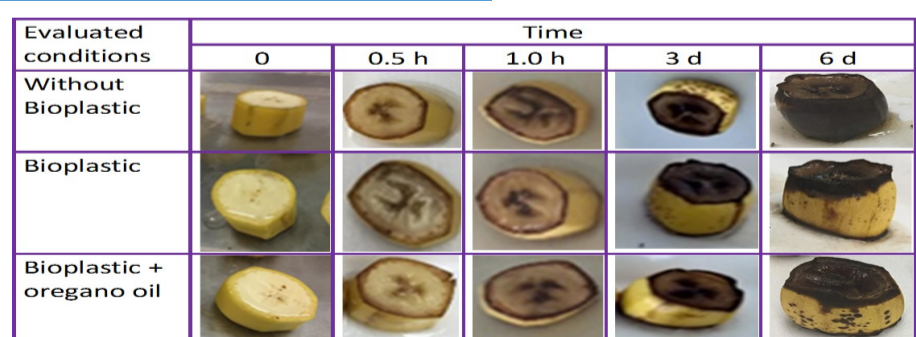 Evaluated
conditions
Time
0
0.5 h
1.0 h
3 d
6 d
Without
Bioplastic
Bioplastic
Bioplastic +
oregano oil